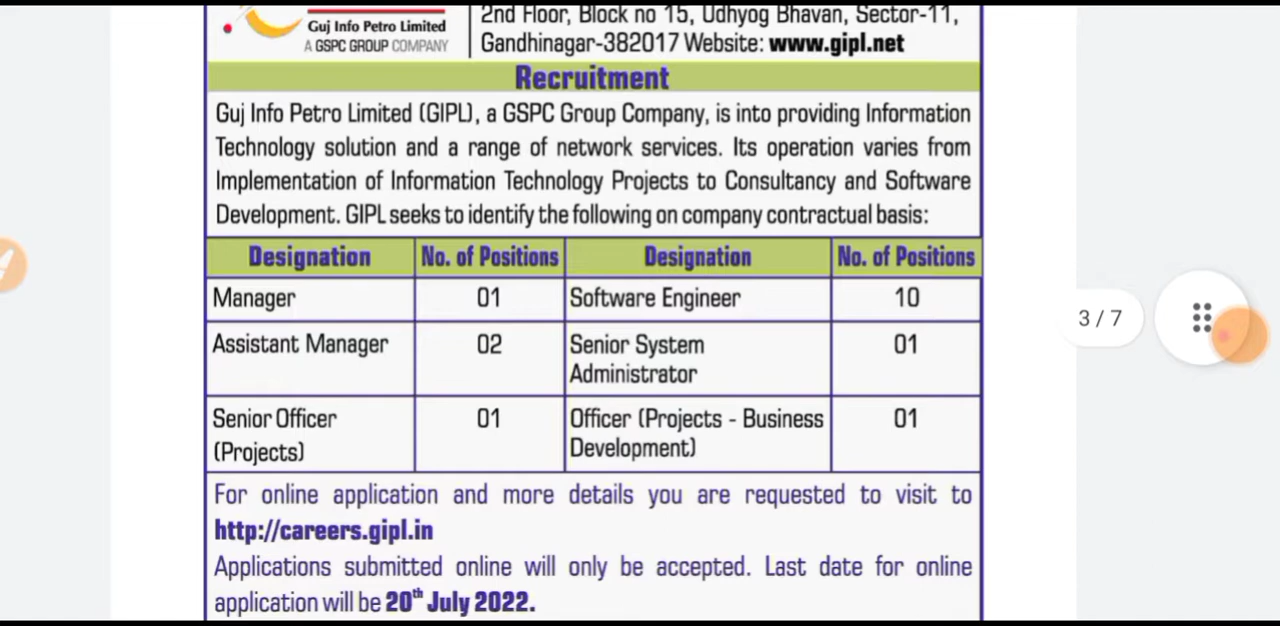 Guj Info Petro Limited
A GSPC GROUP COMPANY
2nd Floor, Block no 15, Udhyog Bhavan, Sector-11,
Gandhinagar-382017 Website: www.gipl.net
Recruitment
Guj Info Petro Limited (GIPL), a GSPC Group Company, is into providing Information
Technology solution and a range of network services. Its operation varies from
Implementation of Information Technology Projects to Consultancy and Software
Development. GIPL seeks to identify the following on company contractual basis:
Designation No. of Positions Designation No. of Positions
Manager 01 Software Engineer 10
Assistant Manager 02 Senior System 01
Administrator
Senior Officer 01 Officer (Projects - Business 01
(Projects) Development)
For online application and more details you are requested to visit to
http://careers.gipl.in
Applications submitted online will only be accepted. Last date for online
application will be 20th July 2022.
3 / 7